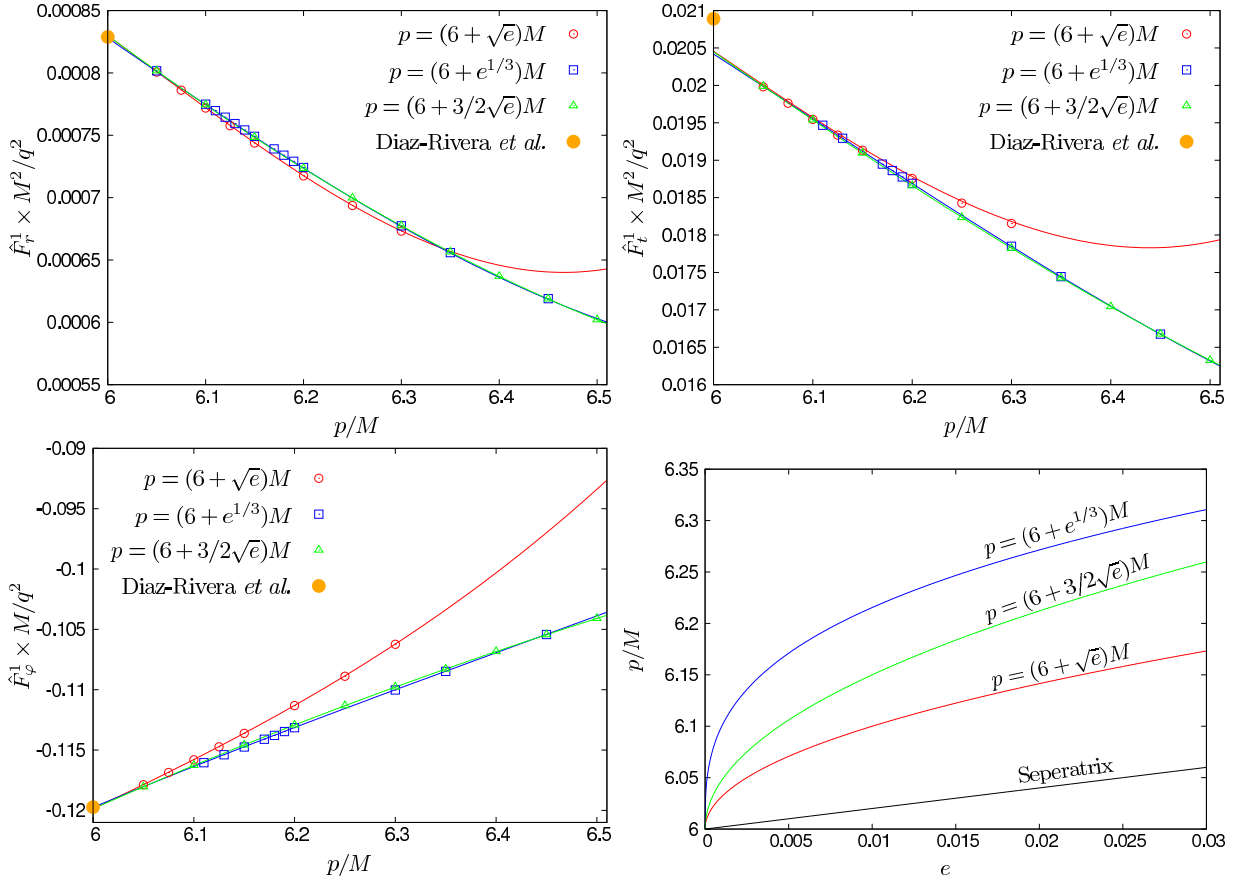 0.00085
0.0008
0.00075
0.0007
0.00065
0.0006
0.00055
6 6.1 6.2 6.3 6.4 6.5
p/M
F̂_r^1 × M^2/q^2
p = (6 + √e)M
p = (6 + e^{1/3})M
p = (6 + 3/2√e)M
Diaz-Rivera et al.
0.021
0.0205
0.02
0.0195
0.019
0.0185
0.018
0.0175
0.017
0.0165
0.016
6 6.1 6.2 6.3 6.4 6.5
p/M
F̂_t^1 × M^2/q^2
p = (6 + √e)M
p = (6 + e^{1/3})M
p = (6 + 3/2√e)M
Diaz-Rivera et al.
-0.09
-0.095
-0.1
-0.105
-0.11
-0.115
-0.12
6 6.1 6.2 6.3 6.4 6.5
p/M
F̂_φ^1 × M/q^2
p = (6 + √e)M
p = (6 + e^{1/3})M
p = (6 + 3/2√e)M
Diaz-Rivera et al.
6.35
6.3
6.25
6.2
6.15
6.1
6.05
6
0 0.005 0.01 0.015 0.02 0.025 0.03
e
p/M
p = (6 + e^{1/3})M
p = (6 + 3/2√e)M
p = (6 + √e)M
Seperatrix